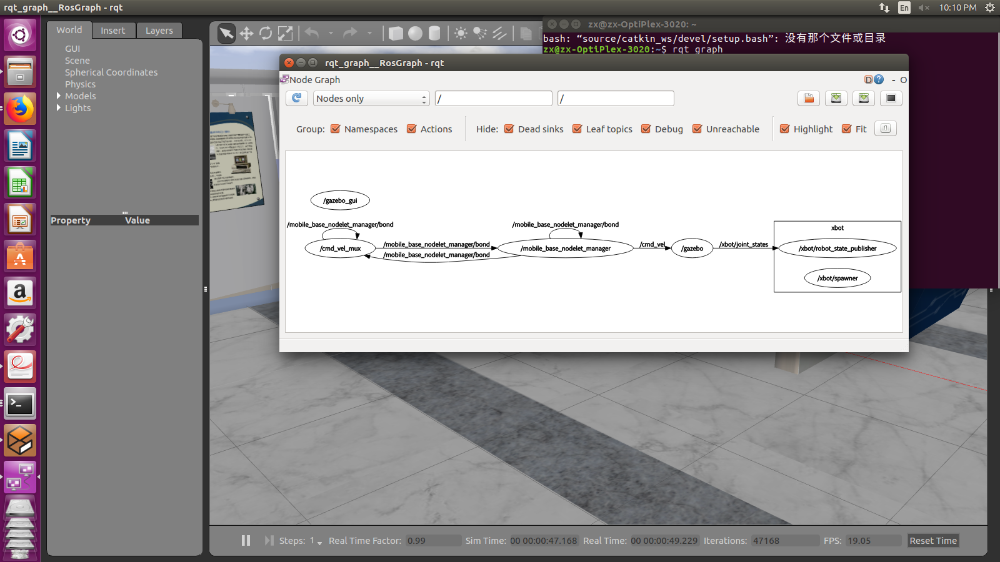 rqt_graph__RosGraph - rqt
En
10:10 PM
World
Insert
Layers
GUI
Scene
Spherical Coordinates
Physics
Models
Lights
Property
Value
zx@zx-OptiPlex-3020: ~
bash: “source/catkin_ws/devel/setup.bash”: 没有那个文件或目录
zx@zx-OptiPlex-3020:~$ rqt_graph
rqt_graph__RosGraph - rqt
Node Graph
D
?
- O
Nodes only
/
/
Group:
Namespaces
Actions
Hide:
Dead sinks
Leaf topics
Debug
Unreachable
Highlight
Fit
/gazebo_gui
/mobile_base_nodelet_manager/bond
/mobile_base_nodelet_manager/bond
xbot
/cmd_vel_mux
/mobile_base_nodelet_manager/bond
/mobile_base_nodelet_manager/bond
/mobile_base_nodelet_manager
/cmd_vel
/gazebo
/xbot/joint_states
/xbot/robot_state_publisher
/xbot/spawner
Steps: 1
Real Time Factor: 0.99
Sim Time: 00 00:00:47.168
Real Time: 00 00:00:49.229
Iterations: 47168
FPS: 19.05
Reset Time